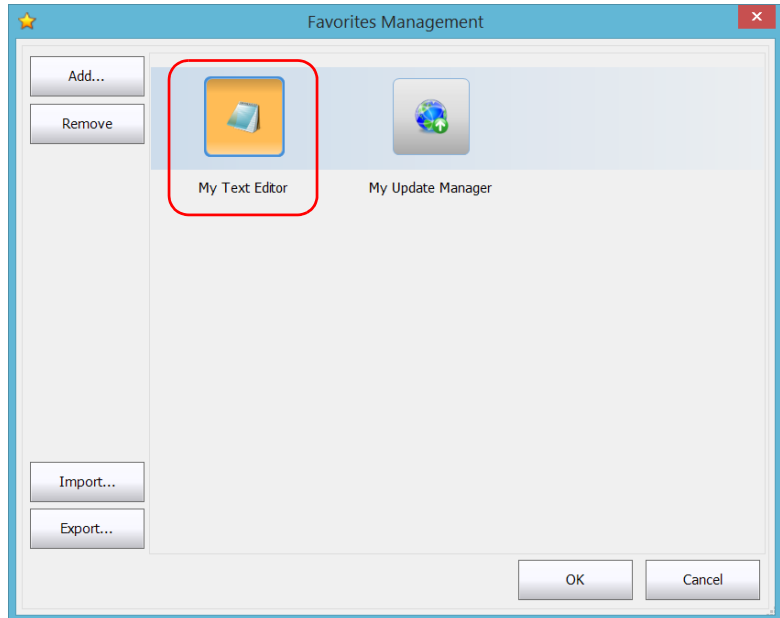 Favorites Management
Add...
Remove
My Text Editor
My Update Manager
Import...
Export...
OK
Cancel